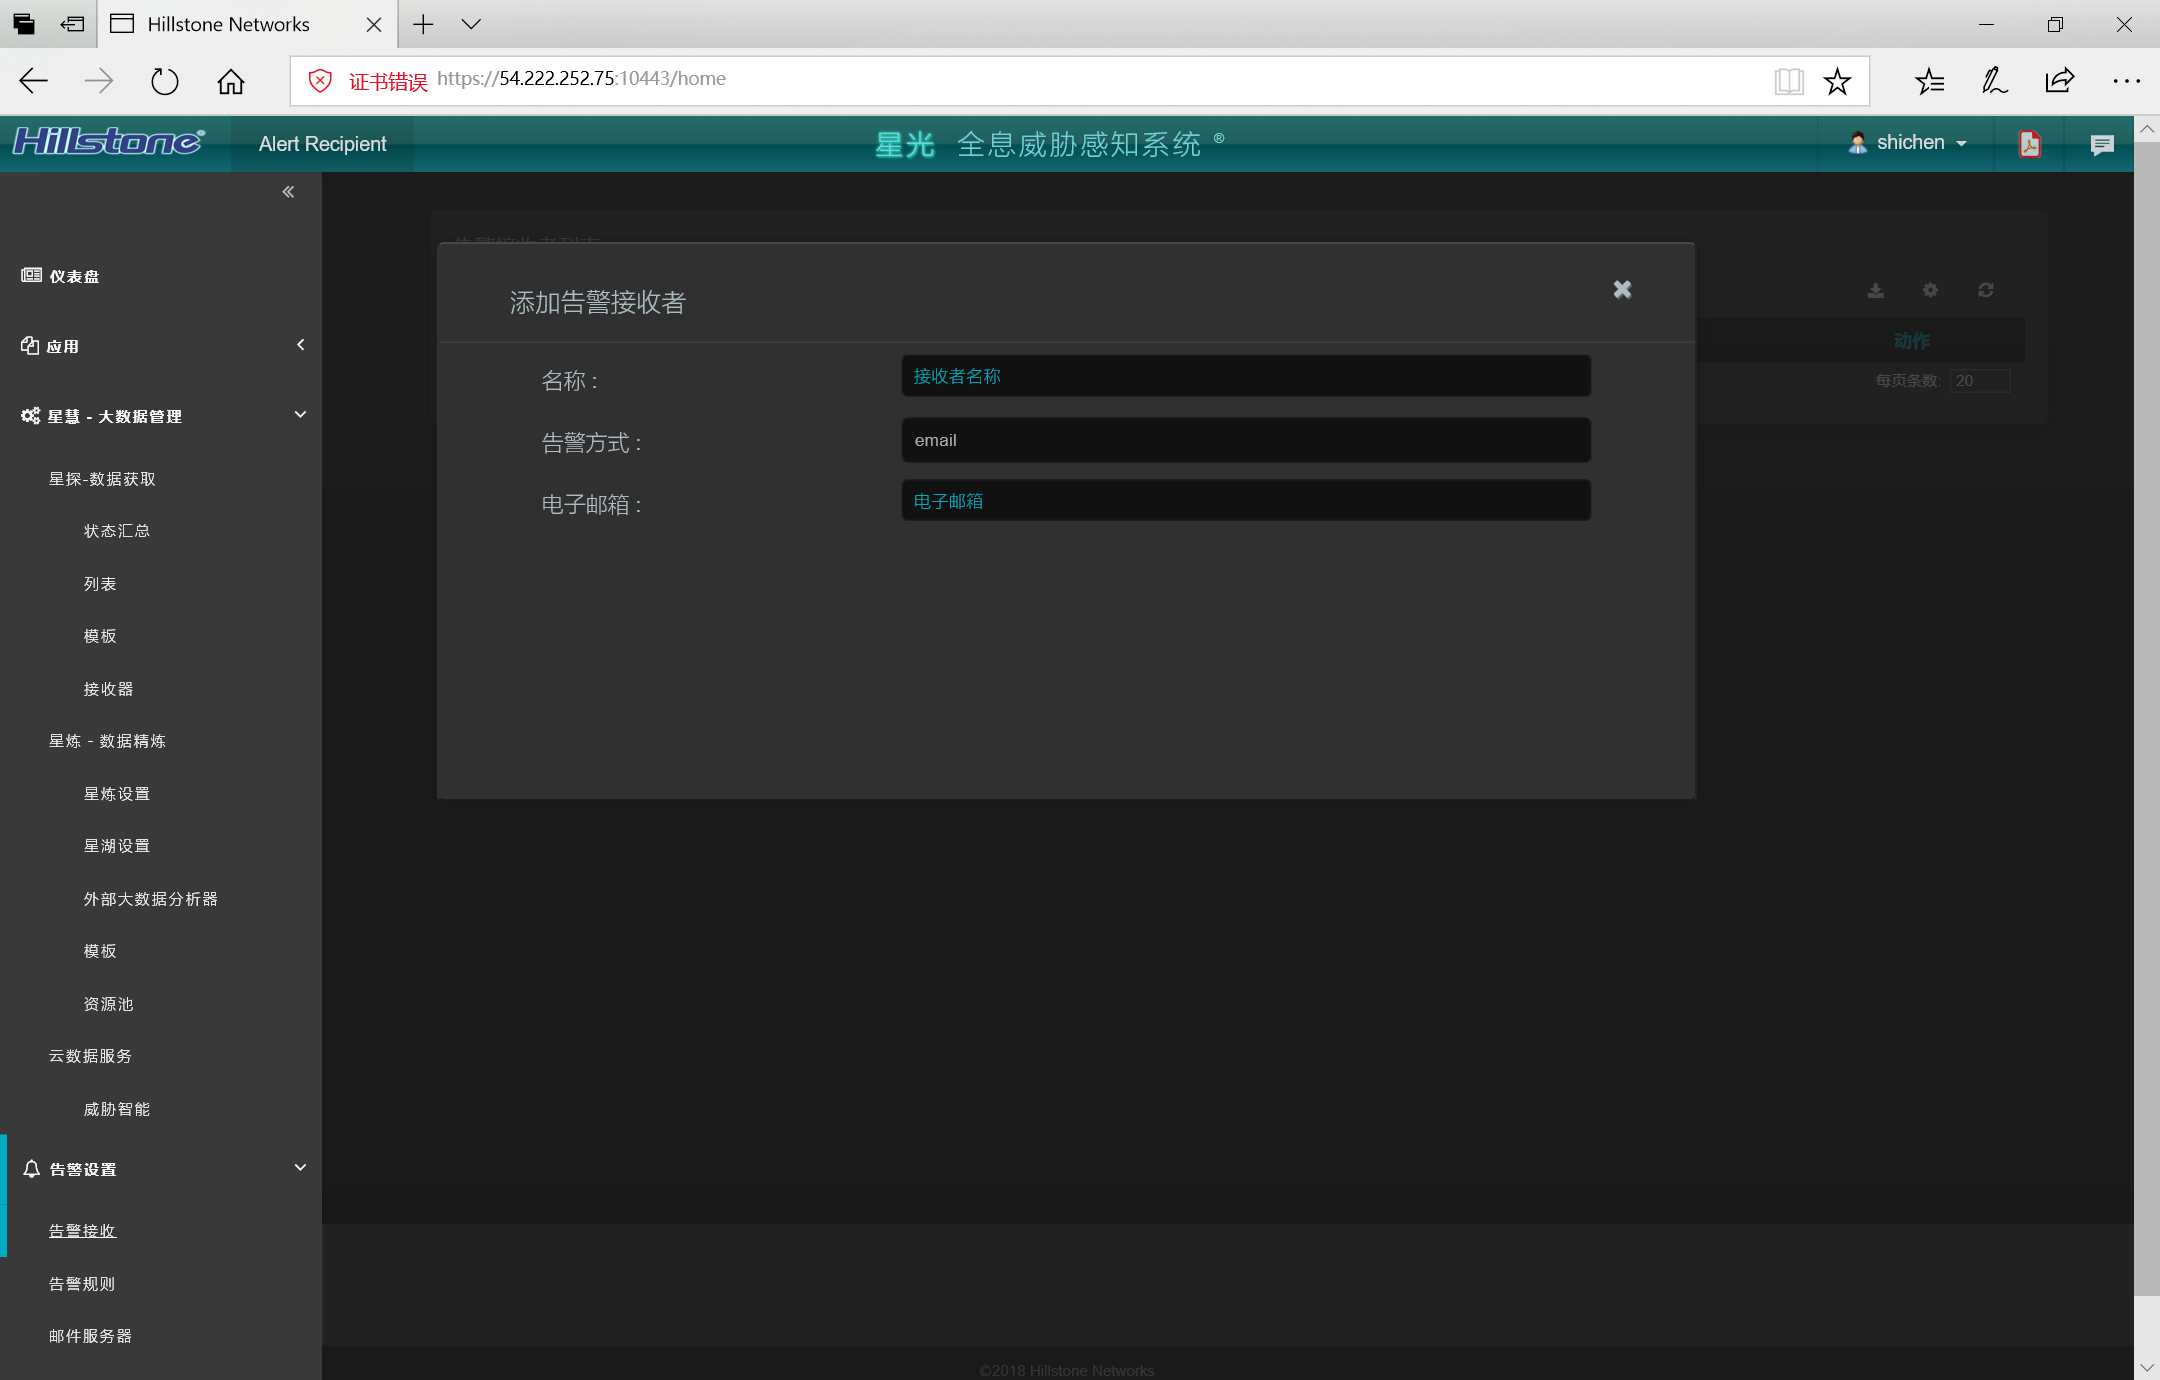 Hillstone Networks
证书错误 https://54.222.252.75:10443/home
Hillstone®
Alert Recipient
星光 全息威胁感知系统 ®
shichen
仪表盘
应用
星慧 - 大数据管理
星探-数据获取
状态汇总
列表
模板
接收器
星炼 - 数据精炼
星炼设置
星湖设置
外部大数据分析器
模板
资源池
云数据服务
威胁智能
告警设置
告警接收
告警规则
邮件服务器
添加告警接收者
名称 :
接收者名称
告警方式 :
email
电子邮箱 :
电子邮箱
动作
每页条数: 20
©2018 Hillstone Networks